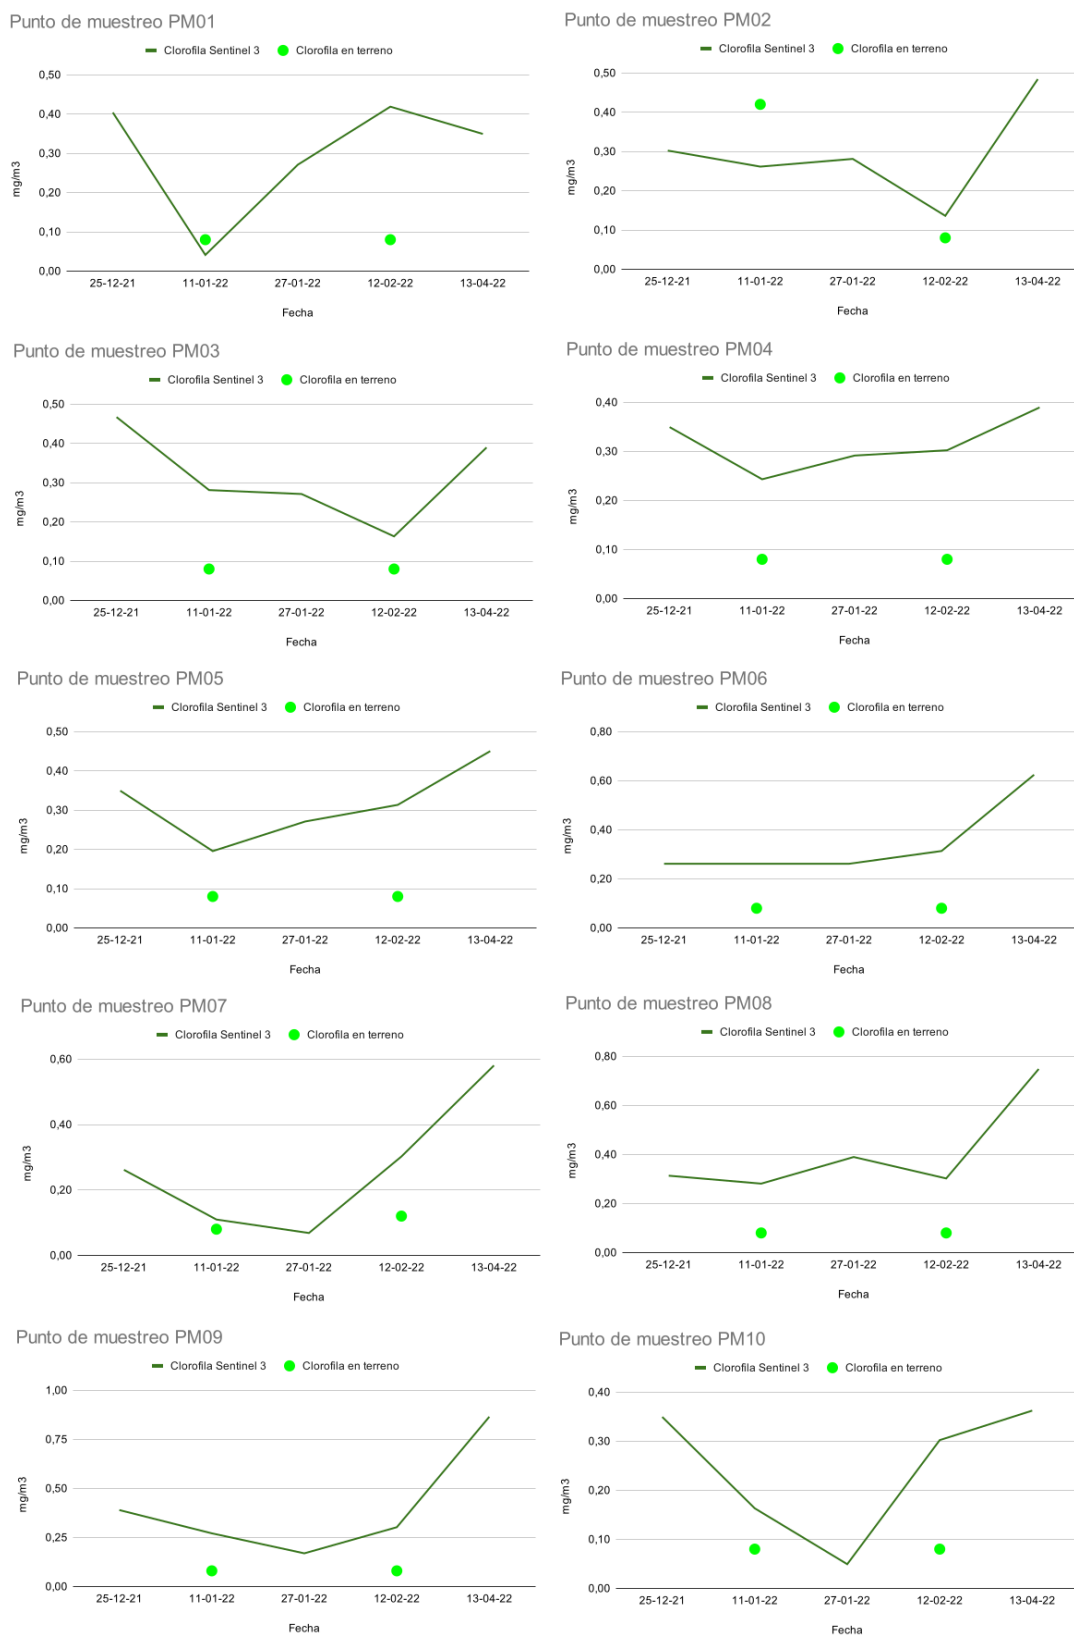 Punto de muestreo PM01
Clorofila Sentinel 3 Clorofila en terreno
0,50
0,40
0,30
0,20
0,10
0,00
mg/m3
25-12-21 11-01-22 27-01-22 12-02-22 13-04-22
Fecha
Punto de muestreo PM02
Clorofila Sentinel 3 Clorofila en terreno
0,50
0,40
0,30
0,20
0,10
0,00
mg/m3
25-12-21 11-01-22 27-01-22 12-02-22 13-04-22
Fecha
Punto de muestreo PM03
Clorofila Sentinel 3 Clorofila en terreno
0,50
0,40
0,30
0,20
0,10
0,00
mg/m3
25-12-21 11-01-22 27-01-22 12-02-22 13-04-22
Fecha
Punto de muestreo PM04
Clorofila Sentinel 3 Clorofila en terreno
0,40
0,30
0,20
0,10
0,00
mg/m3
25-12-21 11-01-22 27-01-22 12-02-22 13-04-22
Fecha
Punto de muestreo PM05
Clorofila Sentinel 3 Clorofila en terreno
0,50
0,40
0,30
0,20
0,10
0,00
mg/m3
25-12-21 11-01-22 27-01-22 12-02-22 13-04-22
Fecha
Punto de muestreo PM06
Clorofila Sentinel 3 Clorofila en terreno
0,80
0,60
0,40
0,20
0,00
mg/m3
25-12-21 11-01-22 27-01-22 12-02-22 13-04-22
Fecha
Punto de muestreo PM07
Clorofila Sentinel 3 Clorofila en terreno
0,60
0,40
0,20
0,00
mg/m3
25-12-21 11-01-22 27-01-22 12-02-22 13-04-22
Fecha
Punto de muestreo PM08
Clorofila Sentinel 3 Clorofila en terreno
0,80
0,60
0,40
0,20
0,00
mg/m3
25-12-21 11-01-22 27-01-22 12-02-22 13-04-22
Fecha
Punto de muestreo PM09
Clorofila Sentinel 3 Clorofila en terreno
1,00
0,75
0,50
0,25
0,00
mg/m3
25-12-21 11-01-22 27-01-22 12-02-22 13-04-22
Fecha
Punto de muestreo PM10
Clorofila Sentinel 3 Clorofila en terreno
0,40
0,30
0,20
0,10
0,00
mg/m3
25-12-21 11-01-22 27-01-22 12-02-22 13-04-22
Fecha